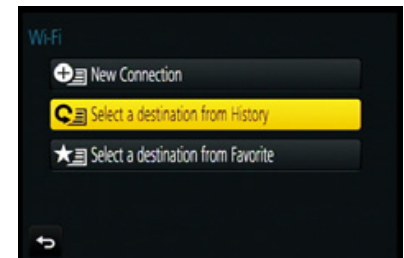 Wi-Fi
New Connection
Select a destination from History
Select a destination from Favorite